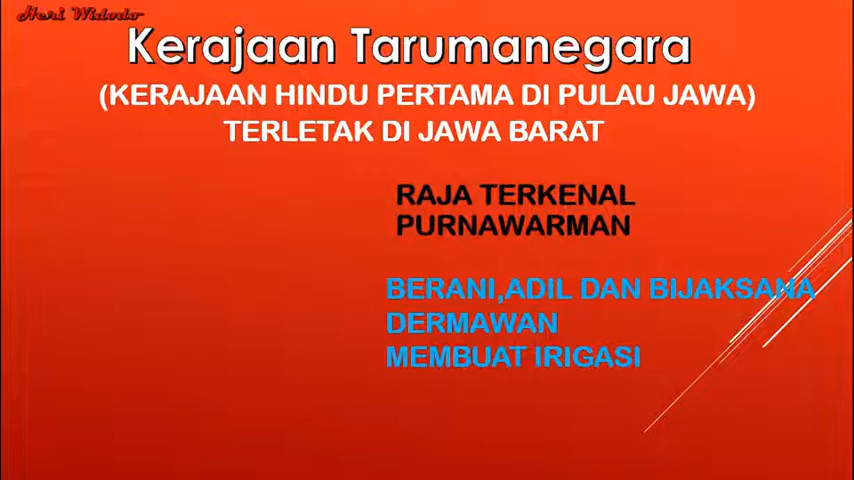 Heri Widodo
Kerajaan Tarumanegara
(KERAJAAN HINDU PERTAMA DI PULAU JAWA)
TERLETAK DI JAWA BARAT
RAJA TERKENAL
PURNAWARMAN
BERANI,ADIL DAN BIJAKSANA
DERMAWAN
MEMBUAT IRIGASI